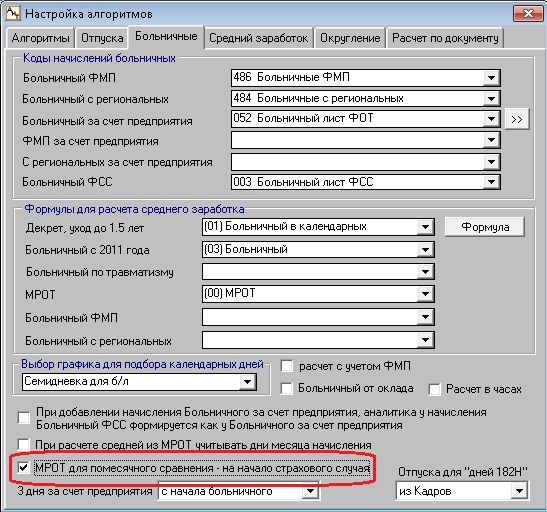 Настройка алгоритмов
Алгоритмы Отпуска Больничные Средний заработок Округление Расчет по документу
Коды начислений больничных
Больничный ФМП 486 Больничные ФМП
Больничный с региональных 484 Больничные с региональных
Больничный за счет предприятия 052 Больничный лист ФОТ >>
ФМП за счет предприятия
С региональных за счет предприятия
Больничный ФСС 003 Больничный лист ФСС
Формулы для расчета среднего заработка
Декрет, уход до 1.5 лет (01) Больничный в календарных Формула
Больничный с 2011 года (03) Больничный
Больничный по травматизму
МРОТ (00) МРОТ
Больничный ФМП
Больничный с региональных
Выбор графика для подбора календарных дней расчет с учетом ФМП
Семидневка для б/л Больничный от оклада Расчет в часах
При добавлении начисления Больничного за счет предприятия, аналитика у начисления
Больничный ФСС формируется как у Больничного за счет предприятия
При расчете средней из МРОТ учитывать дни месяца начисления
МРОТ для помесячного сравнения - на начало страхового случая Отпуска для "дней 182Н"
3 дня за счет предприятия с начала больничного из Кадров